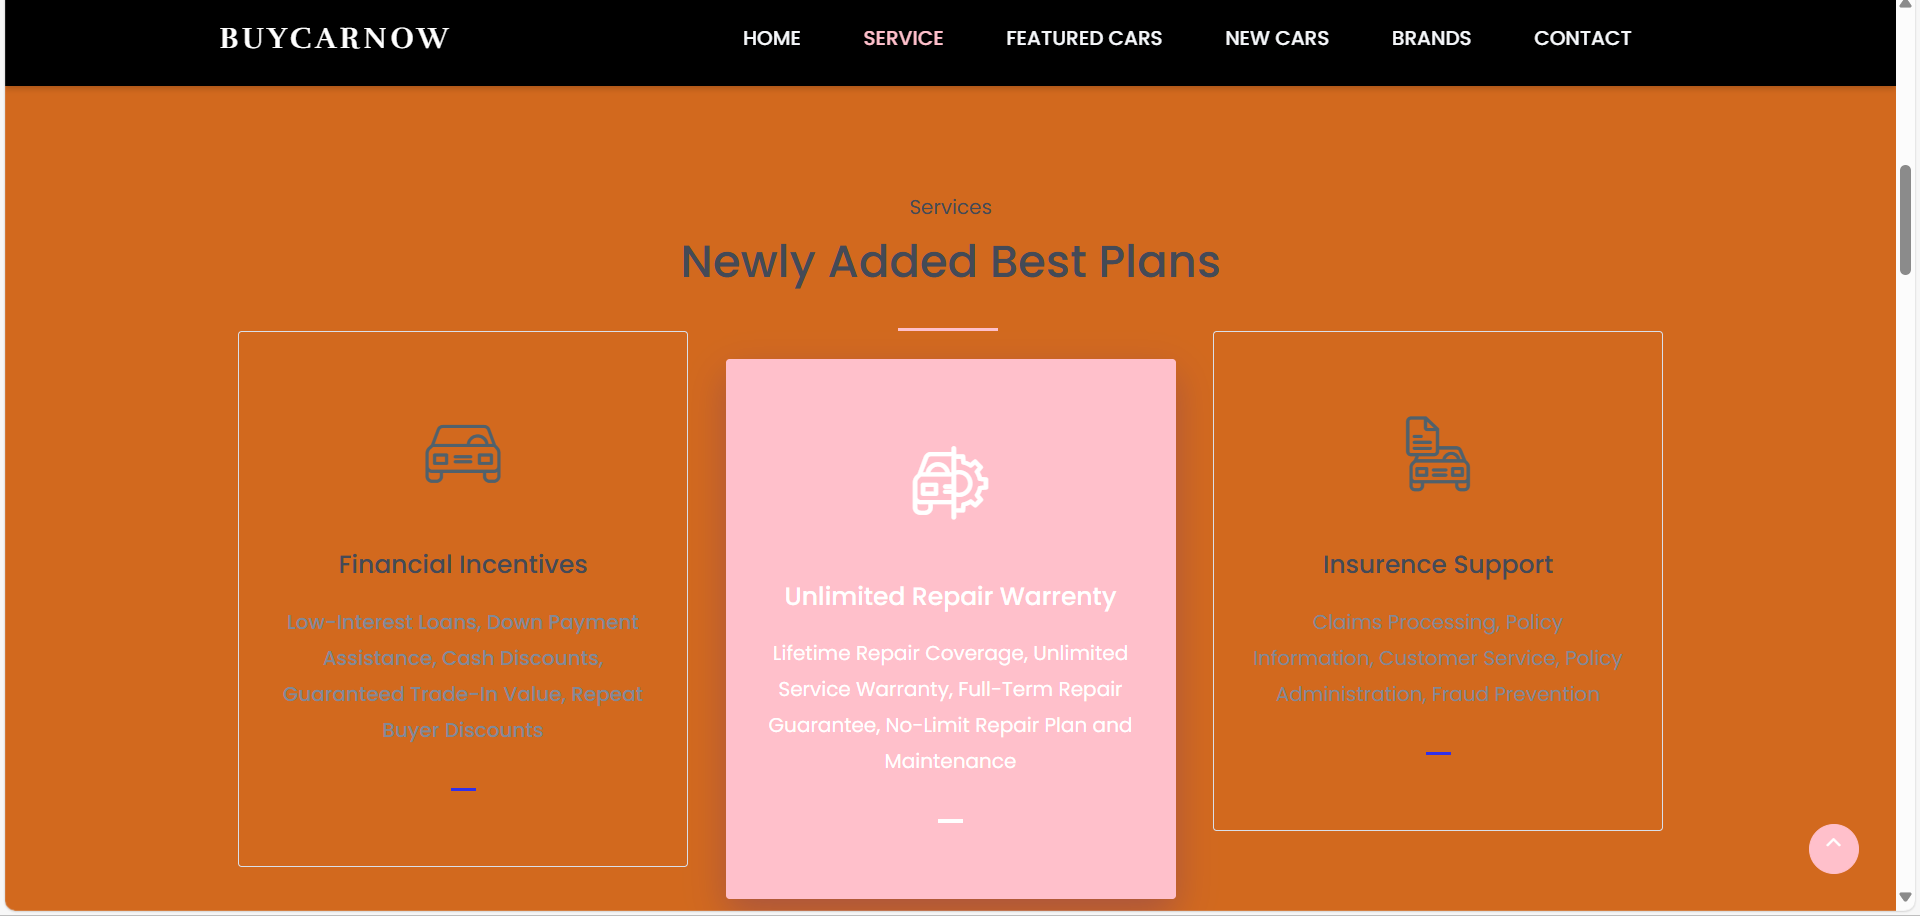 BUYCARNOW
HOME SERVICE FEATURED CARS NEW CARS BRANDS CONTACT
Services
Newly Added Best Plans
Financial Incentives
Low-Interest Loans, Down Payment
Assistance, Cash Discounts,
Guaranteed Trade-In Value, Repeat
Buyer Discounts
Unlimited Repair Warrenty
Lifetime Repair Coverage, Unlimited
Service Warranty, Full-Term Repair
Guarantee, No-Limit Repair Plan and
Maintenance
Insurence Support
Claims Processing, Policy
Information, Customer Service, Policy
Administration, Fraud Prevention